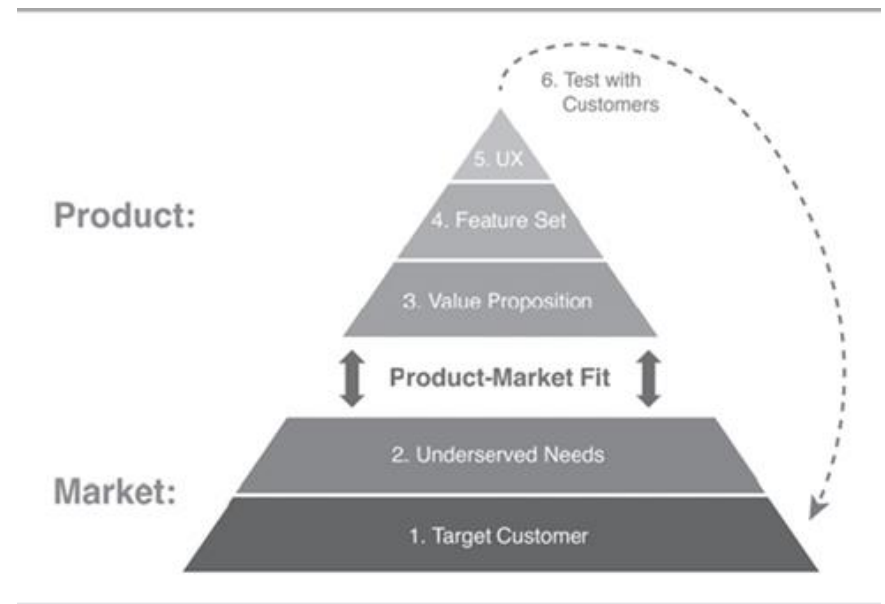 6. Test with
Customers
5. UX
Product:
4. Feature Set
3. Value Proposition
Product-Market Fit
2. Underserved Needs
Market:
1. Target Customer